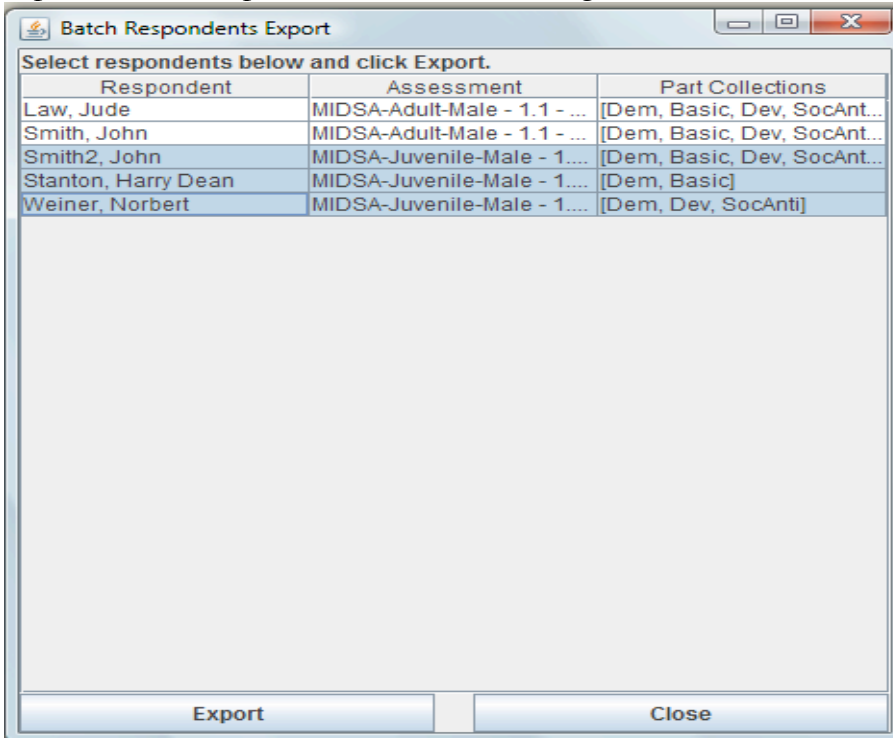 Batch Respondents Export
Select respondents below and click Export.
Respondent Assessment Part Collections
Law, Jude MIDSA-Adult-Male - 1.1 - ... [Dem, Basic, Dev, SocAnt...
Smith, John MIDSA-Adult-Male - 1.1 - ... [Dem, Basic, Dev, SocAnt...
Smith2, John MIDSA-Juvenile-Male - 1.... [Dem, Basic, Dev, SocAnt...
Stanton, Harry Dean MIDSA-Juvenile-Male - 1.... [Dem, Basic]
Weiner, Norbert MIDSA-Juvenile-Male - 1.... [Dem, Dev, SocAnti]
Export Close